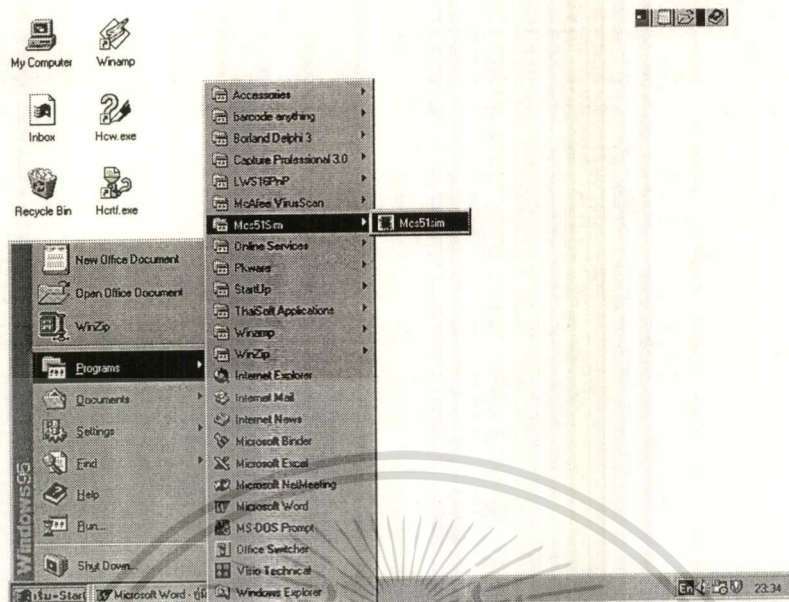 My Computer
Winamp
Inbox
Hcw.exe
Recycle Bin
Hcrtf.exe
Accessories
barcode anything
Borland Delphi 3
Capture Professional 3.0
LWS16PnP
McAfee VirusScan
Mcs51Sim
Mcs51sim
Online Services
Pkware
StartUp
ThaiSoft Applications
Winamp
WinZip
Internet Explorer
Internet Mail
Internet News
Microsoft Binder
Microsoft Excel
Microsoft NetMeeting
Microsoft Word
MS-DOS Prompt
Office Switcher
Visio Technical
Windows Explorer
New Office Document
Open Office Document
WinZip
Programs
Documents
Settings
Find
Help
Run...
Shut Down...
Windows95
เริ่ม-Start
Microsoft Word -
En
23:34